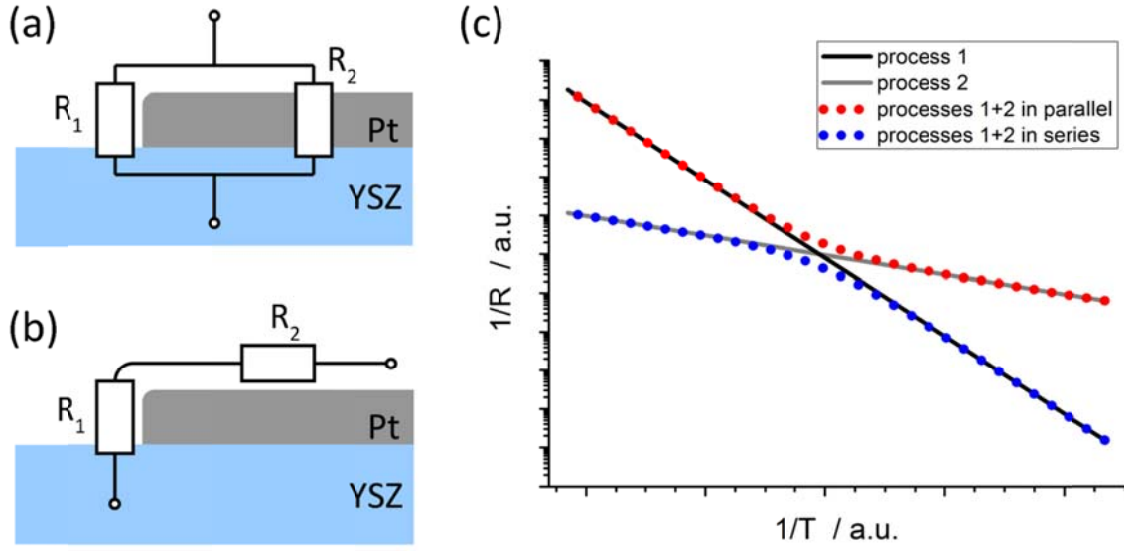 (a)
R1
R2
Pt
YSZ
(b)
R2
R1
Pt
YSZ
(c)
process 1
process 2
processes 1+2 in parallel
processes 1+2 in series
1/R / a.u.
1/T / a.u.